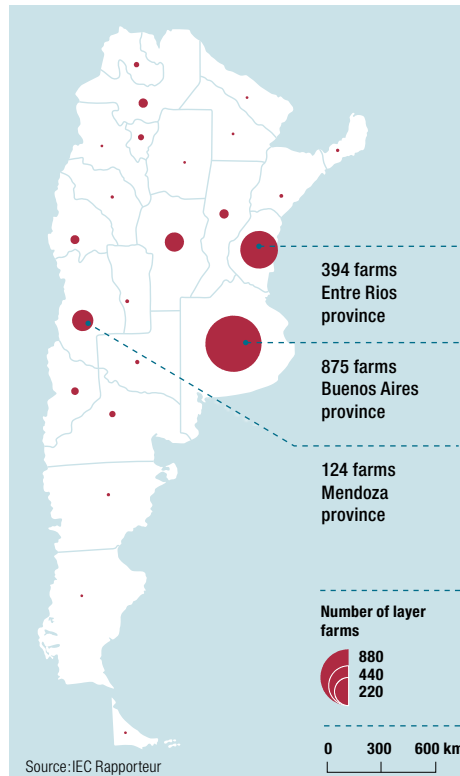 394 farms
Entre Rios
province
875 farms
Buenos Aires
province
124 farms
Mendoza
province
Number of layer
farms
880
440
220
0 300 600 km
Source:IEC Rapporteur